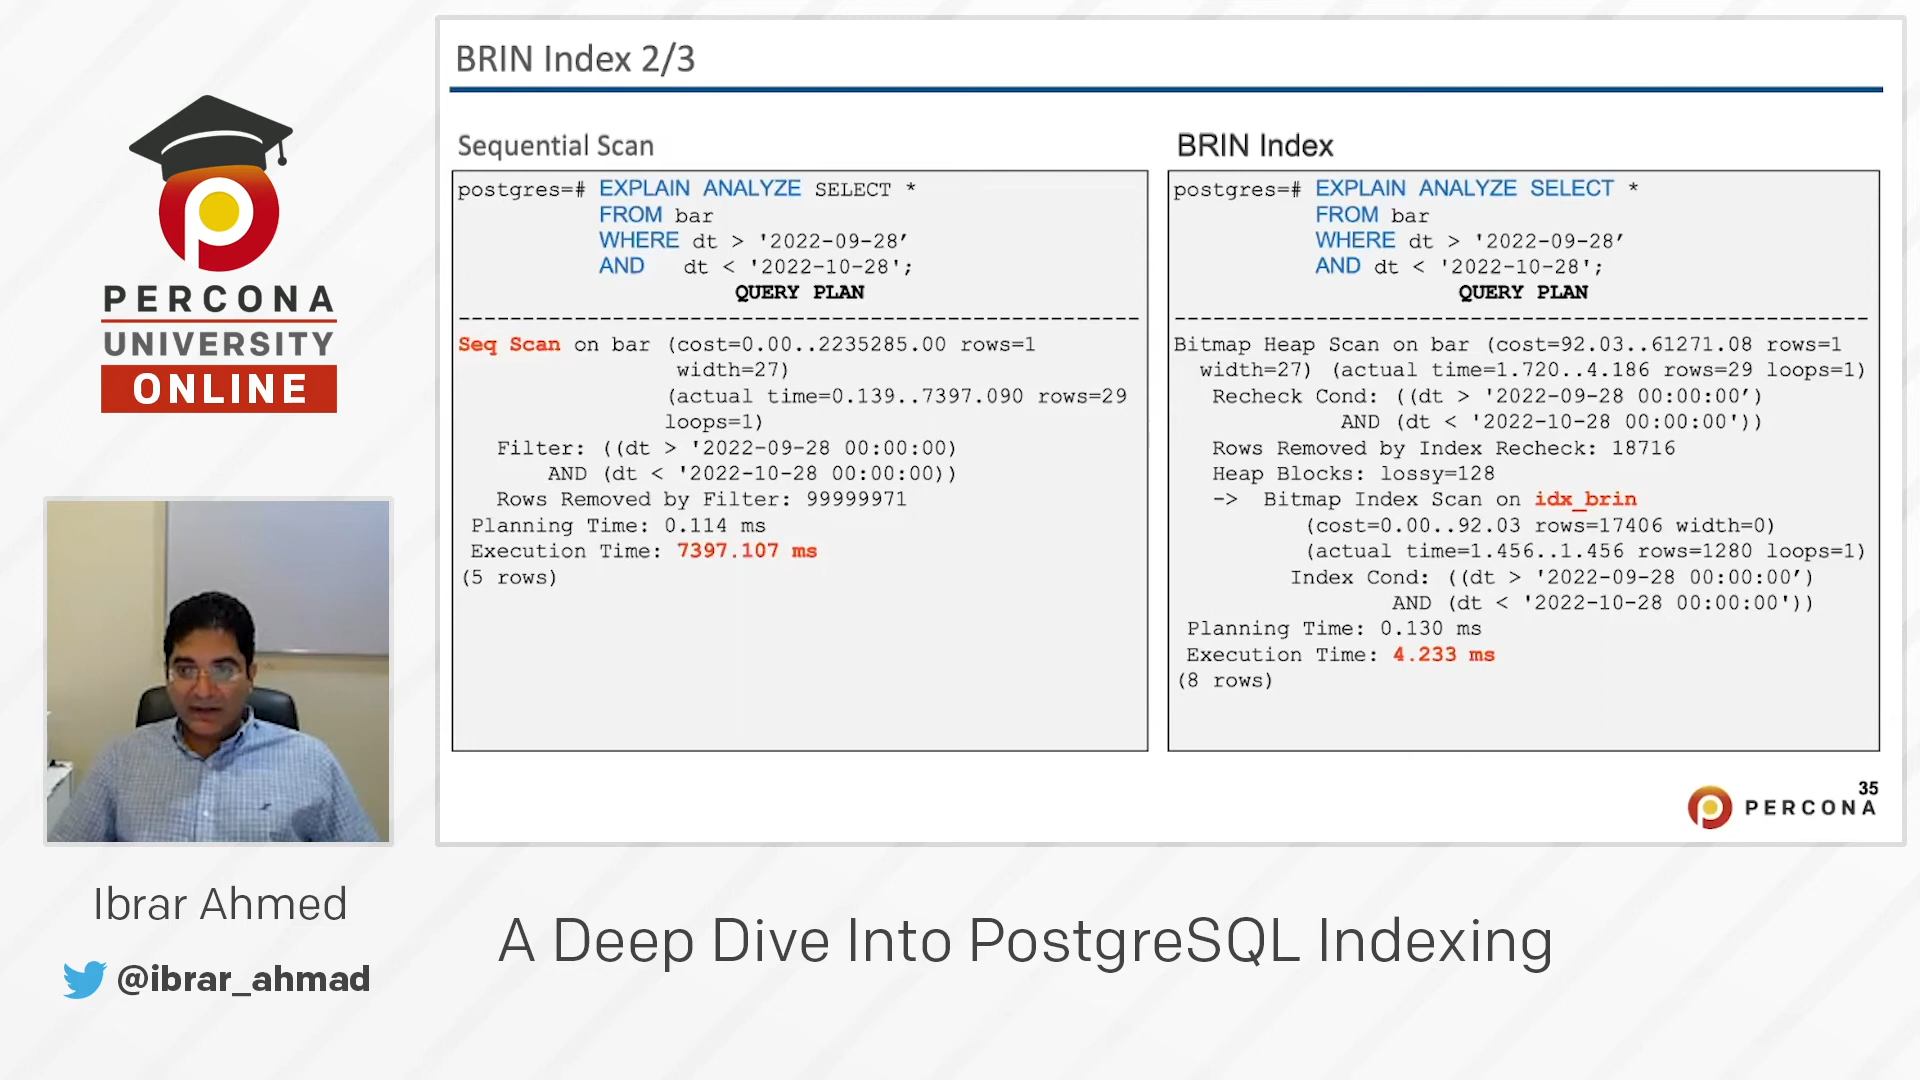 PERCONA
UNIVERSITY
ONLINE
Ibrar Ahmed
@ibrar_ahmad
BRIN Index 2/3
Sequential Scan
postgres=# EXPLAIN ANALYZE SELECT *
FROM bar
WHERE dt > '2022-09-28’
AND dt < '2022-10-28';
QUERY PLAN
-----------------------------------------------------
Seq Scan on bar (cost=0.00..2235285.00 rows=1
width=27)
(actual time=0.139..7397.090 rows=29
loops=1)
Filter: ((dt > '2022-09-28 00:00:00)
AND (dt < '2022-10-28 00:00:00))
Rows Removed by Filter: 99999971
Planning Time: 0.114 ms
Execution Time: 7397.107 ms
(5 rows)
BRIN Index
postgres=# EXPLAIN ANALYZE SELECT *
FROM bar
WHERE dt > '2022-09-28’
AND dt < '2022-10-28';
QUERY PLAN
------------------------------------------------------
Bitmap Heap Scan on bar (cost=92.03..61271.08 rows=1
width=27) (actual time=1.720..4.186 rows=29 loops=1)
Recheck Cond: ((dt > '2022-09-28 00:00:00’)
AND (dt < '2022-10-28 00:00:00'))
Rows Removed by Index Recheck: 18716
Heap Blocks: lossy=128
-> Bitmap Index Scan on idx_brin
(cost=0.00..92.03 rows=17406 width=0)
(actual time=1.456..1.456 rows=1280 loops=1)
Index Cond: ((dt > '2022-09-28 00:00:00’)
AND (dt < '2022-10-28 00:00:00'))
Planning Time: 0.130 ms
Execution Time: 4.233 ms
(8 rows)
35
PERCONA
A Deep Dive Into PostgreSQL Indexing